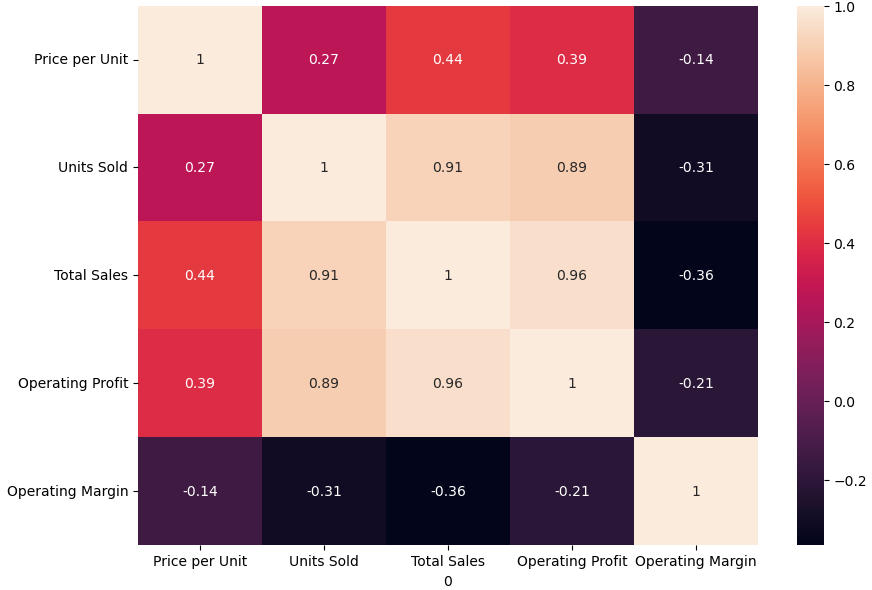 Price per Unit 1 0.27 0.44 0.39 -0.14
Units Sold 0.27 1 0.91 0.89 -0.31
Total Sales 0.44 0.91 1 0.96 -0.36
Operating Profit 0.39 0.89 0.96 1 -0.21
Operating Margin -0.14 -0.31 -0.36 -0.21 1
Price per Unit Units Sold Total Sales Operating Profit Operating Margin
0
1.0
0.8
0.6
0.4
0.2
0.0
−0.2